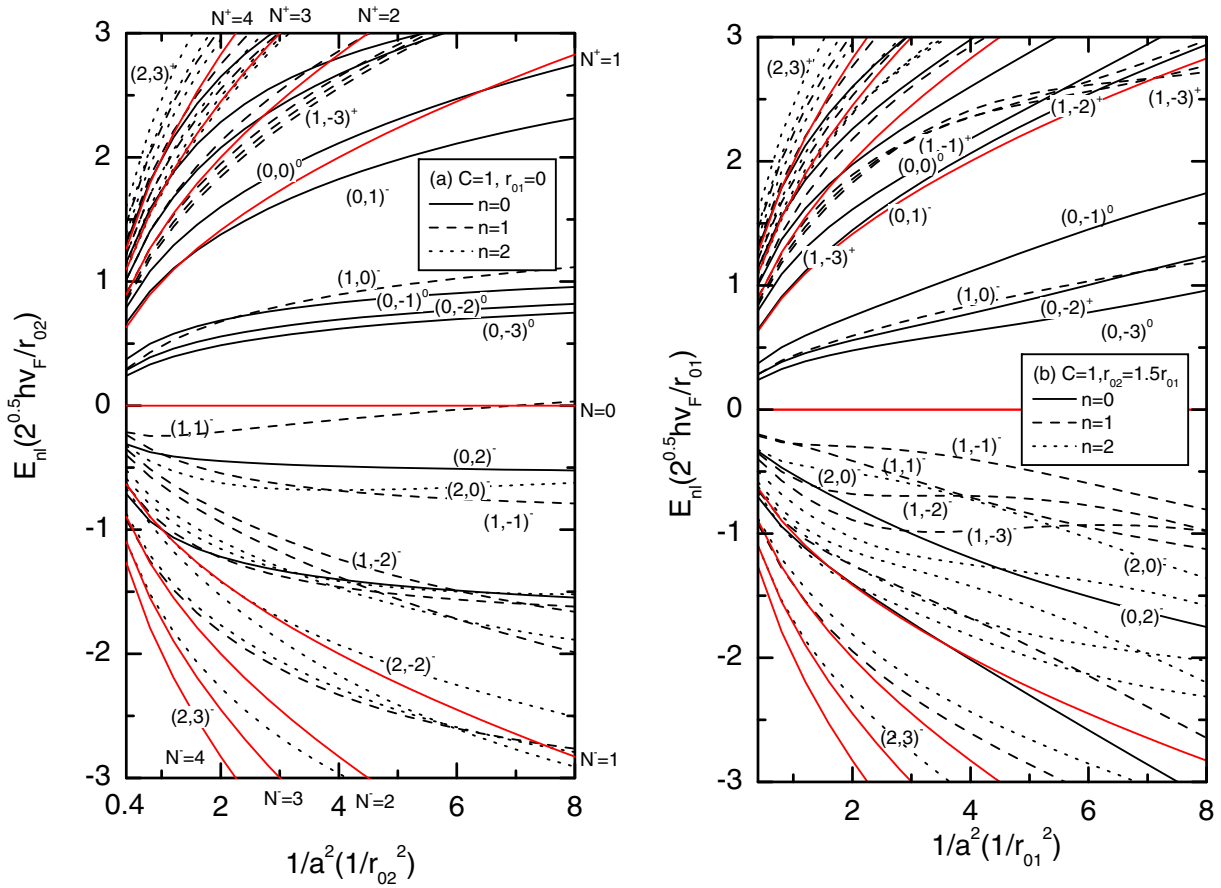 N⁺=4
N⁺=3
N⁺=2
N⁺=1
(2,3)⁺
(1,-3)⁺
(0,0)⁰
(0,1)⁻
(a) C=1, r₀₁=0
n=0
n=1
n=2
(1,0)⁻
(0,-1)⁰
(0,-2)⁰
(0,-3)⁰
N=0
(1,1)⁻
(0,2)⁻
(2,0)⁻
(1,-1)⁻
(1,-2)⁻
(2,-2)⁻
(2,3)⁻
N⁻=4
N⁻=3
N⁻=2
N⁻=1
3
2
1
0
-1
-2
-3
0.4
2
4
6
8
Eₙₗ(2⁰·⁵hv_F/r₀₂)
1/a²(1/r₀₂²)
(2,3)⁺
(1,-3)⁺
(1,-2)⁺
(1,-1)⁺
(0,0)⁰
(0,1)⁻
(1,-3)⁺
(0,-1)⁰
(1,0)⁻
(0,-2)⁺
(0,-3)⁰
(b) C=1,r₀₂=1.5r₀₁
n=0
n=1
n=2
(1,-1)⁻
(1,1)⁻
(2,0)
(1,-2)⁻
(1,-3)⁻
(2,0)⁻
(0,2)⁻
(2,3)⁻
3
2
1
0
-1
-2
-3
2
4
6
8
Eₙₗ(2⁰·⁵hv_F/r₀₁)
1/a²(1/r₀₁²)